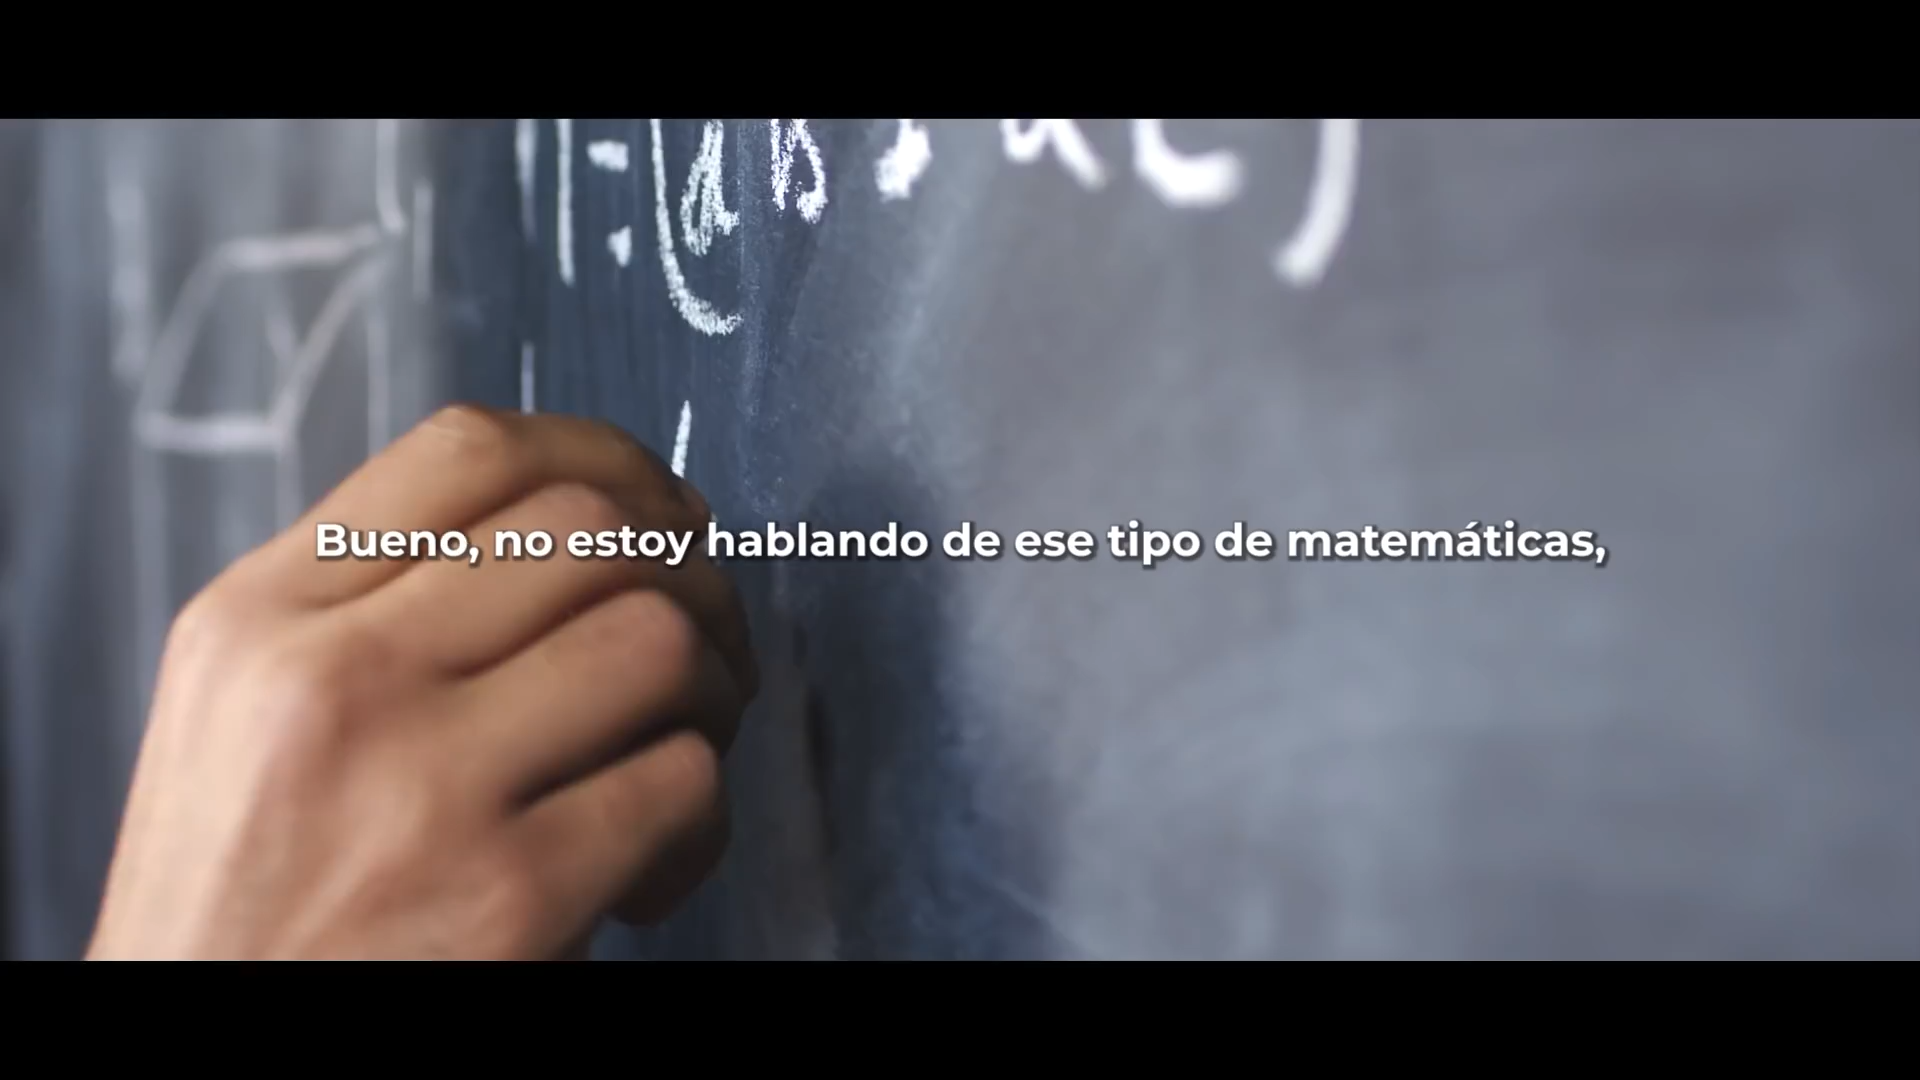 Bueno, no estoy hablando de ese tipo de matemáticas,